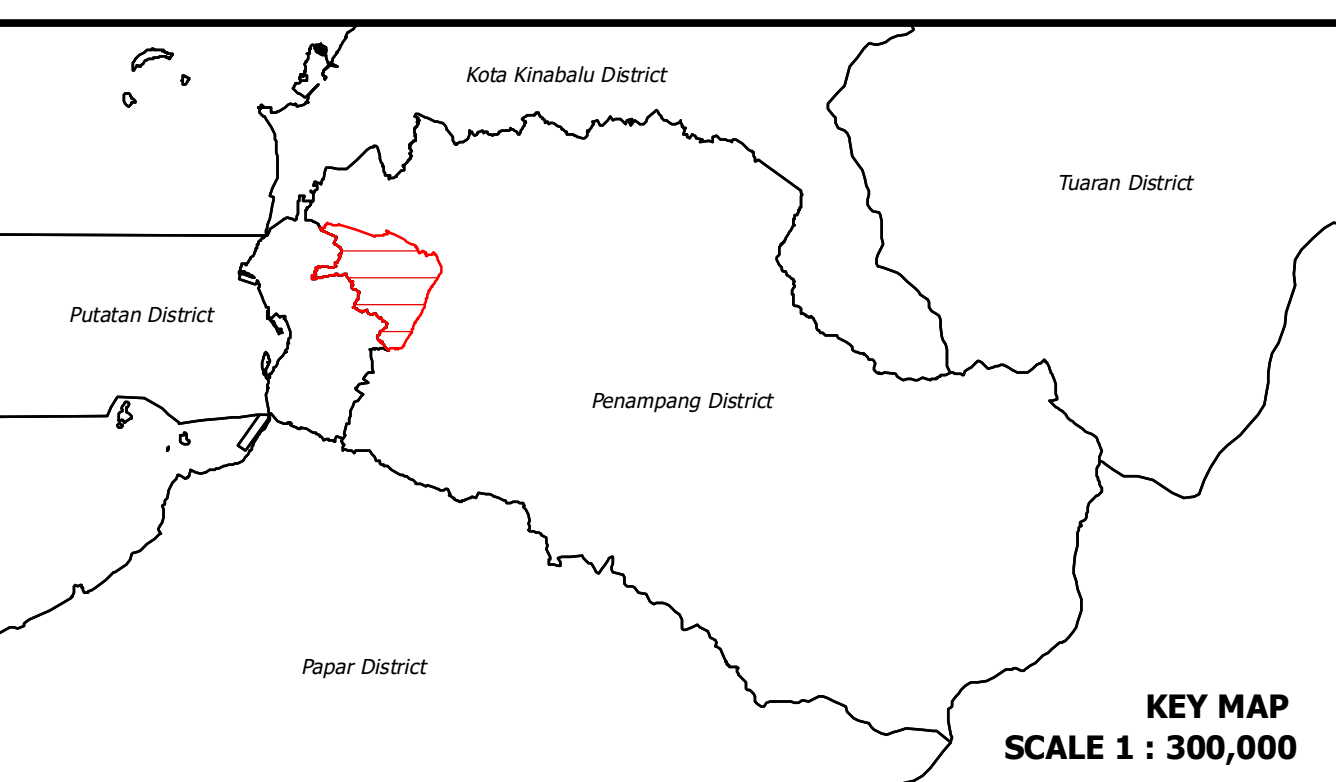 Kota Kinabalu District
Tuaran District
Putatan District
Penampang District
Papar District
KEY MAP
SCALE 1 : 300,000